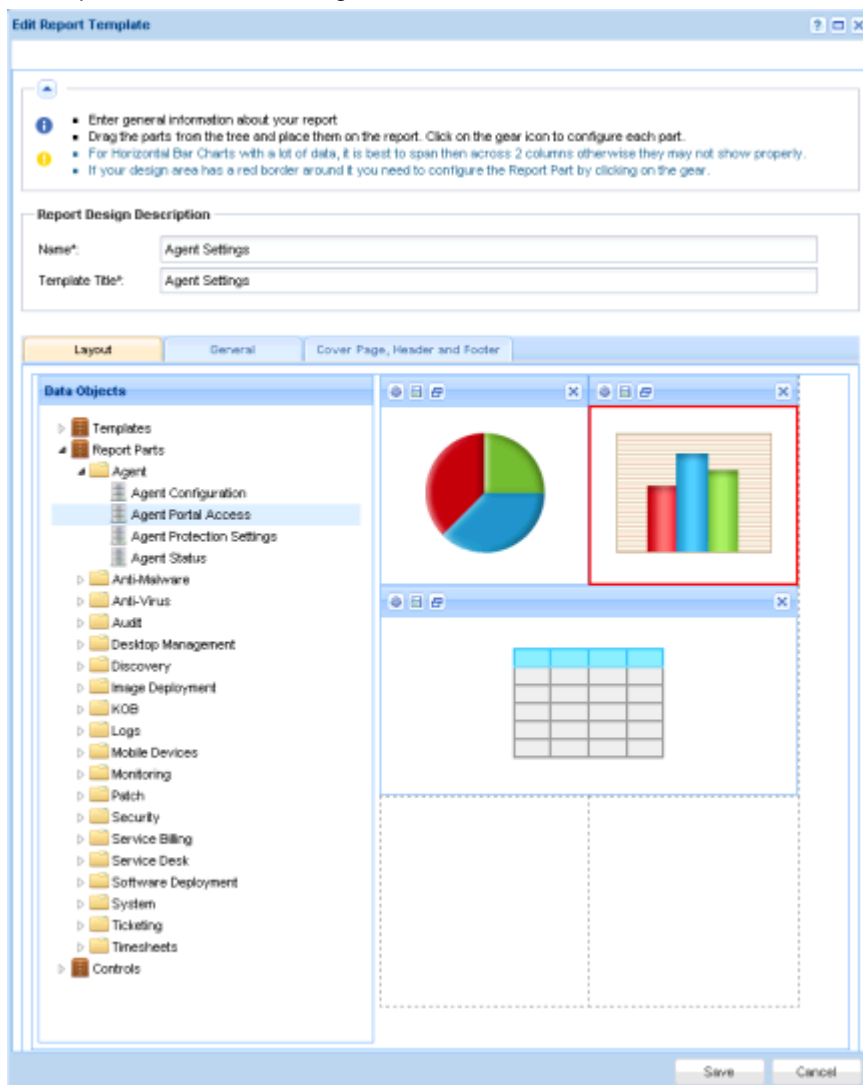 Edit Report Template
Enter general information about your report
Drag the parts from the tree and place them on the report. Click on the gear icon to configure each part.
For Horizontal Bar Charts with a lot of data, it is best to span then across 2 columns otherwise they may not show properly.
If your design area has a red border around it you need to configure the Report Part by clicking on the gear.
Report Design Description
Name*: Agent Settings
Template Title*: Agent Settings
Layout General Cover Page, Header and Footer
Data Objects
Templates
Report Parts
Agent
Agent Configuration
Agent Portal Access
Agent Protection Settings
Agent Status
Anti-Malware
Anti-Virus
Audit
Desktop Management
Discovery
Image Deployment
KOB
Logs
Mobile Devices
Monitoring
Patch
Security
Service Billing
Service Desk
Software Deployment
System
Ticketing
Timesheets
Controls
Save Cancel